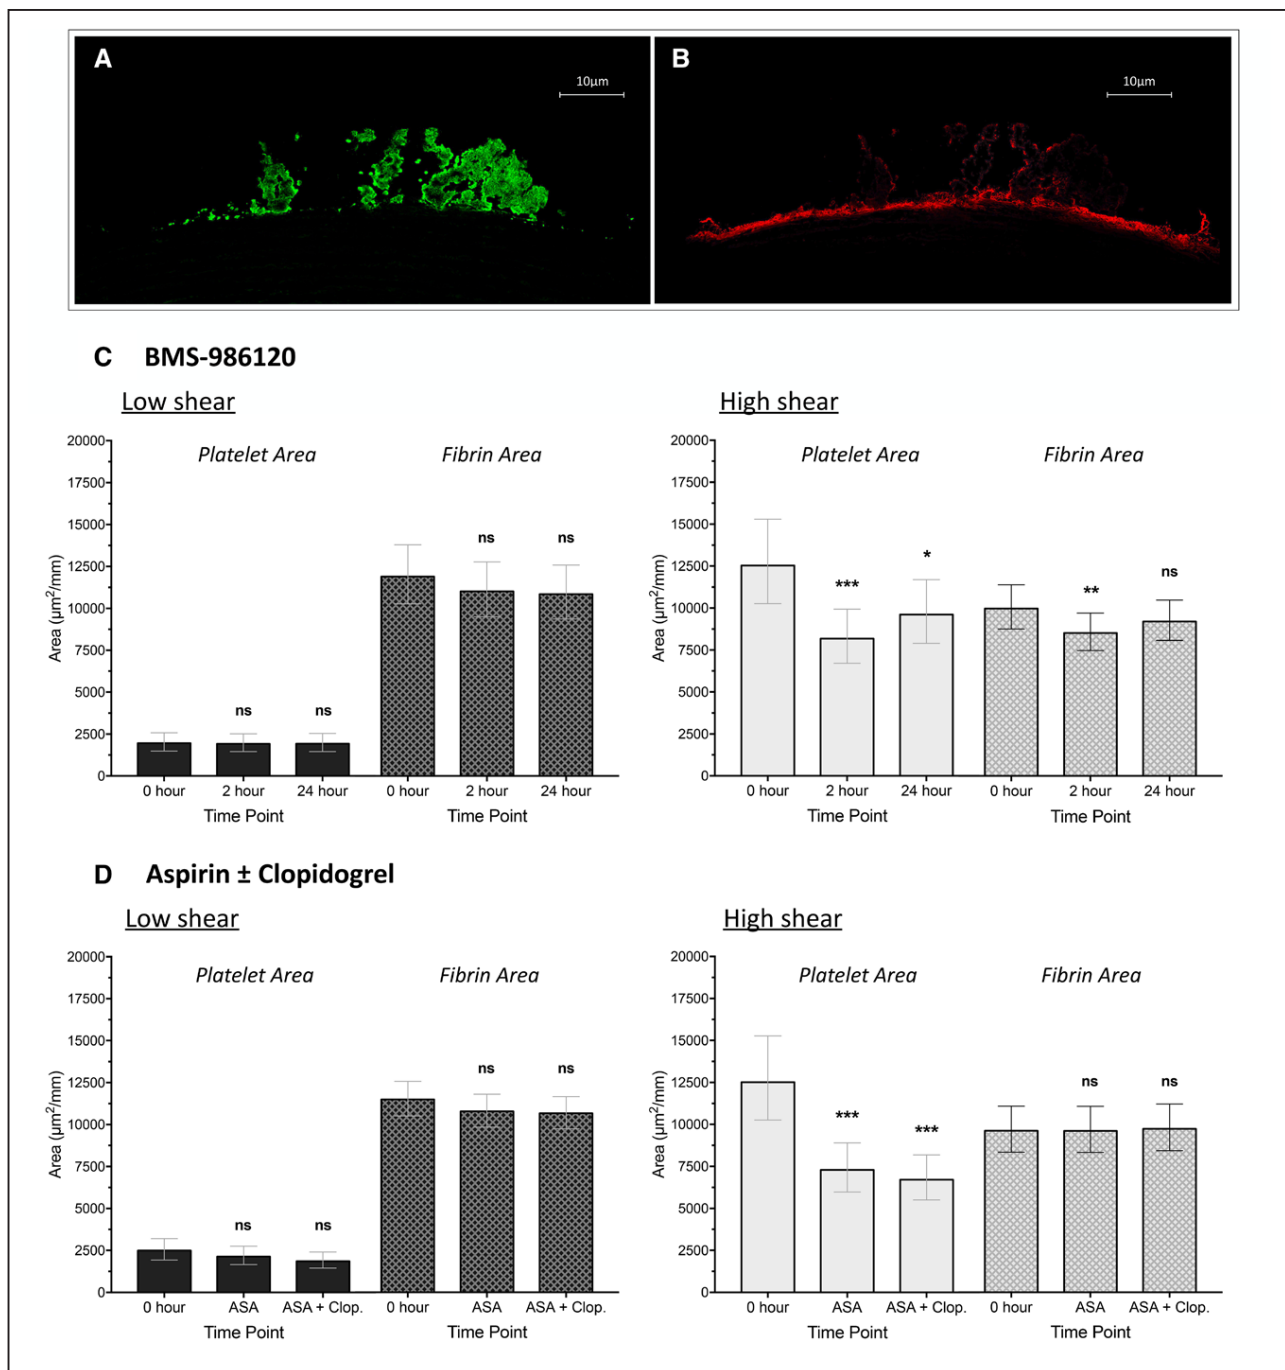 A
10µm
B
10µm
C BMS-986120
Low shear
Platelet Area Fibrin Area
20000
17500
15000
12500
10000
7500
5000
2500
0
Area (µm²/mm)
ns ns ns ns
0 hour 2 hour 24 hour 0 hour 2 hour 24 hour
Time Point Time Point
High shear
Platelet Area Fibrin Area
20000
17500
15000
12500
10000
7500
5000
2500
0
Area (µm²/mm)
*** * ** ns
0 hour 2 hour 24 hour 0 hour 2 hour 24 hour
Time Point Time Point
D Aspirin ± Clopidogrel
Low shear
Platelet Area Fibrin Area
20000
17500
15000
12500
10000
7500
5000
2500
0
Area (µm²/mm)
ns ns ns ns
0 hour ASA ASA + Clop. 0 hour ASA ASA + Clop.
Time Point Time Point
High shear
Platelet Area Fibrin Area
20000
17500
15000
12500
10000
7500
5000
2500
0
Area (µm²/mm)
*** *** ns ns
0 hour ASA ASA + Clop. 0 hour ASA ASA + Clop.
Time Point Time Point